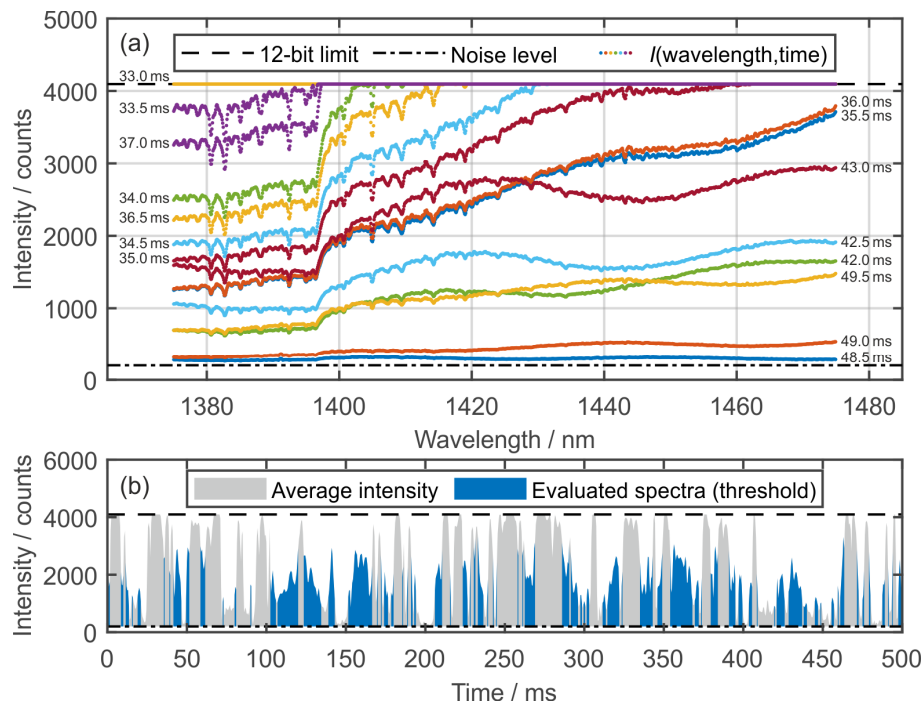 (a)
12-bit limit
Noise level
I(wavelength,time)
5000
4000
3000
2000
1000
0
Intensity / counts
33.0 ms
33.5 ms
37.0 ms
34.0 ms
36.5 ms
34.5 ms
35.0 ms
36.0 ms
35.5 ms
43.0 ms
42.5 ms
42.0 ms
49.5 ms
49.0 ms
48.5 ms
1380 1400 1420 1440 1460 1480
Wavelength / nm
(b)
Average intensity
Evaluated spectra (threshold)
6000
4000
2000
0
Intensity / counts
0 50 100 150 200 250 300 350 400 450 500
Time / ms